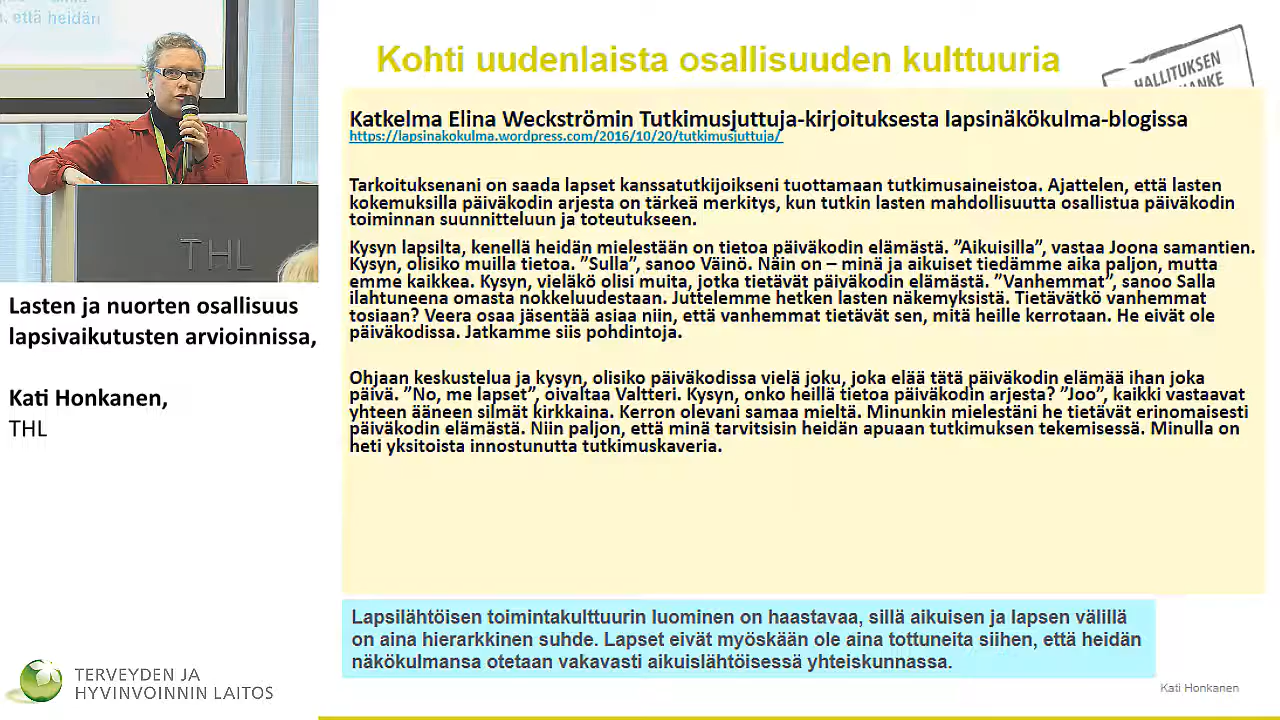 , että heidän
THL
Lasten ja nuorten osallisuus
lapsivaikutusten arvioinnissa,
Kati Honkanen,
THL
TERVEYDEN JA
HYVINVOINNIN LAITOS
Kohti uudenlaista osallisuuden kulttuuria
HALLITUKSEN
Katkelma Elina Weckströmin Tutkimusjuttuja-kirjoituksesta lapsinäkökulma-blogissa
https://lapsinakokulma.wordpress.com/2016/10/20/tutkimusjuttuja/
Tarkoituksenani on saada lapset kanssatutkijoikseni tuottamaan tutkimusaineistoa. Ajattelen, että lasten
kokemuksilla päiväkodin arjesta on tärkeä merkitys, kun tutkin lasten mahdollisuutta osallistua päiväkodin
toiminnan suunnitteluun ja toteutukseen.
Kysyn lapsilta, kenellä heidän mielestään on tietoa päiväkodin elämästä. ”Aikuisilla”, vastaa Joona samantien.
Kysyn, olisiko muilla tietoa. ”Sulla”, sanoo Väinö. Näin on – minä ja aikuiset tiedämme aika paljon, mutta
emme kaikkea. Kysyn, vieläkö olisi muita, jotka tietävät päiväkodin elämästä. ”Vanhemmat”, sanoo Salla
ilahtuneena omasta nokkeluudestaan. Juttelemme hetken lasten näkemyksistä. Tietävätkö vanhemmat
tosiaan? Veera osaa jäsentää asiaa niin, että vanhemmat tietävät sen, mitä heille kerrotaan. He eivät ole
päiväkodissa. Jatkamme siis pohdintoja.
Ohjaan keskustelua ja kysyn, olisiko päiväkodissa vielä joku, joka elää tätä päiväkodin elämää ihan joka
päivä. ”No, me lapset”, oivaltaa Valtteri. Kysyn, onko heillä tietoa päiväkodin arjesta? ”Joo”, kaikki vastaavat
yhteen ääneen silmät kirkkaina. Kerron olevani samaa mieltä. Minunkin mielestäni he tietävät erinomaisesti
päiväkodin elämästä. Niin paljon, että minä tarvitsisin heidän apuaan tutkimuksen tekemisessä. Minulla on
heti yksitoista innostunutta tutkimuskaveria.
Lapsilähtöisen toimintakulttuurin luominen on haastavaa, sillä aikuisen ja lapsen välillä
on aina hierarkkinen suhde. Lapset eivät myöskään ole aina tottuneita siihen, että heidän
näkökulmansa otetaan vakavasti aikuislähtöisessä yhteiskunnassa.
Kati Honkanen